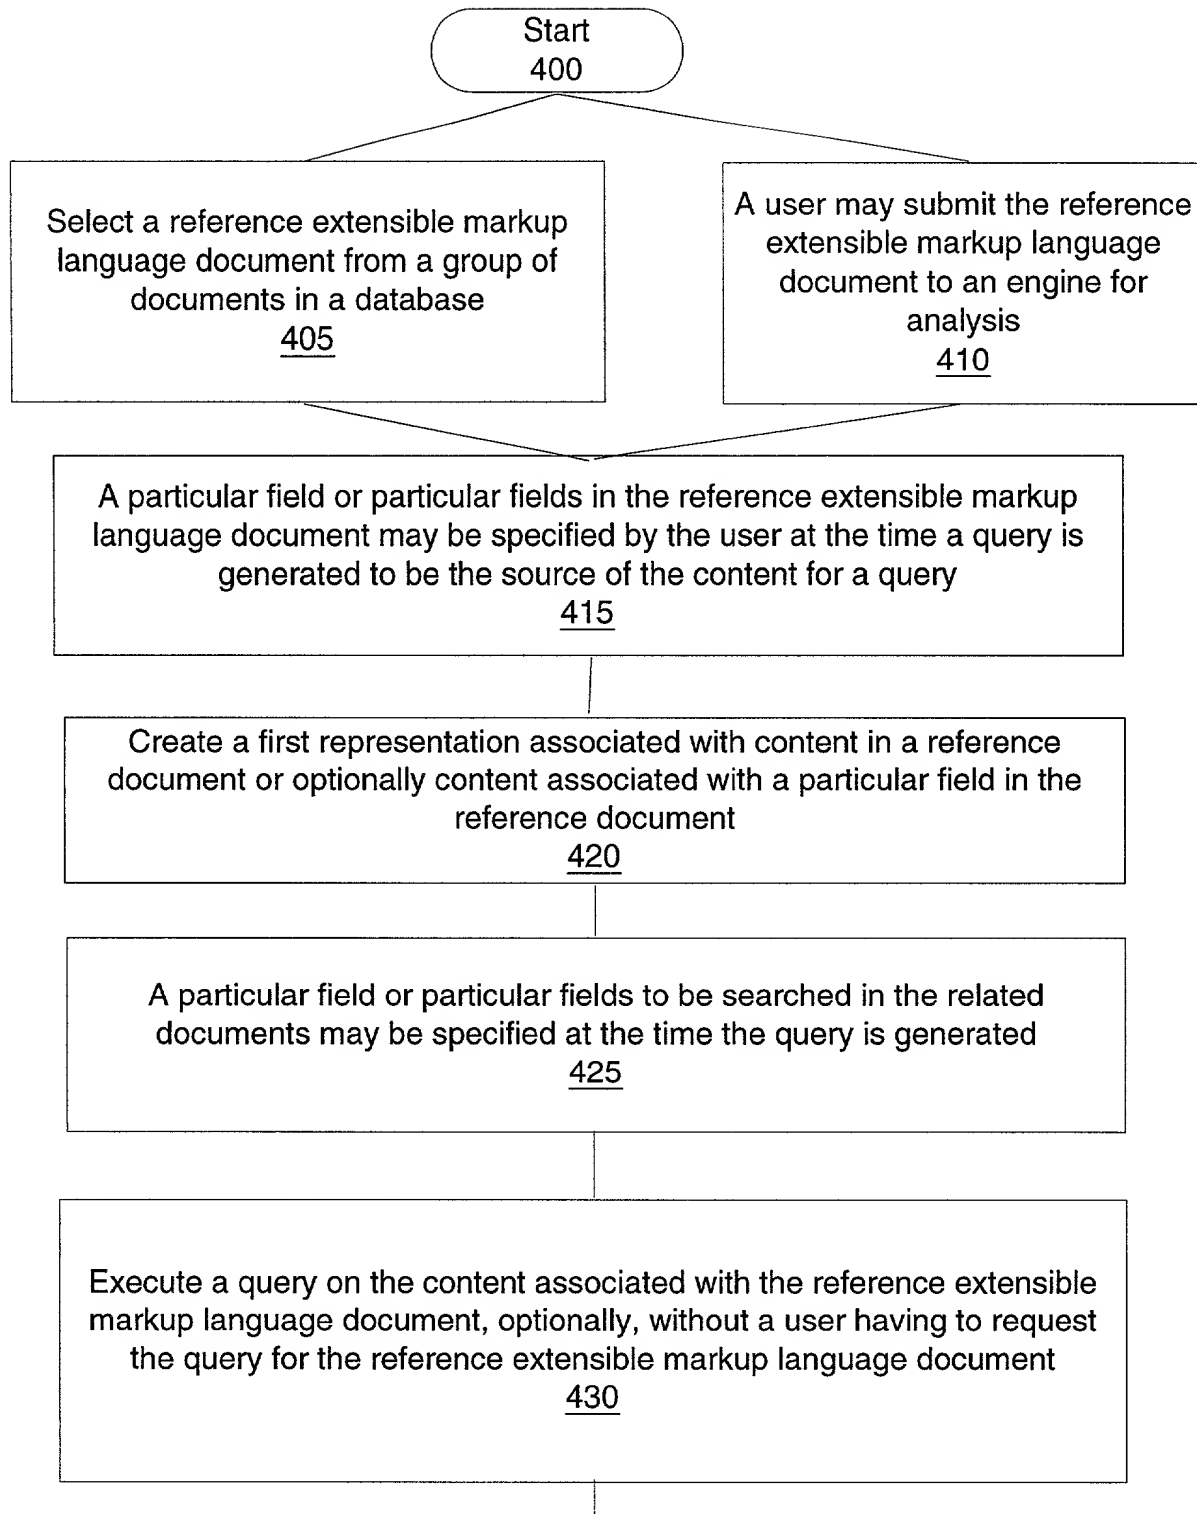 Start
400
Select a reference extensible markup
language document from a group of
documents in a database
405
A user may submit the reference
extensible markup language
document to an engine for
analysis
410
A particular field or particular fields in the reference extensible markup
language document may be specified by the user at the time a query is
generated to be the source of the content for a query
415
Create a first representation associated with content in a reference
document or optionally content associated with a particular field in the
reference document
420
A particular field or particular fields to be searched in the related
documents may be specified at the time the query is generated
425
Execute a query on the content associated with the reference extensible
markup language document, optionally, without a user having to request
the query for the reference extensible markup language document
430